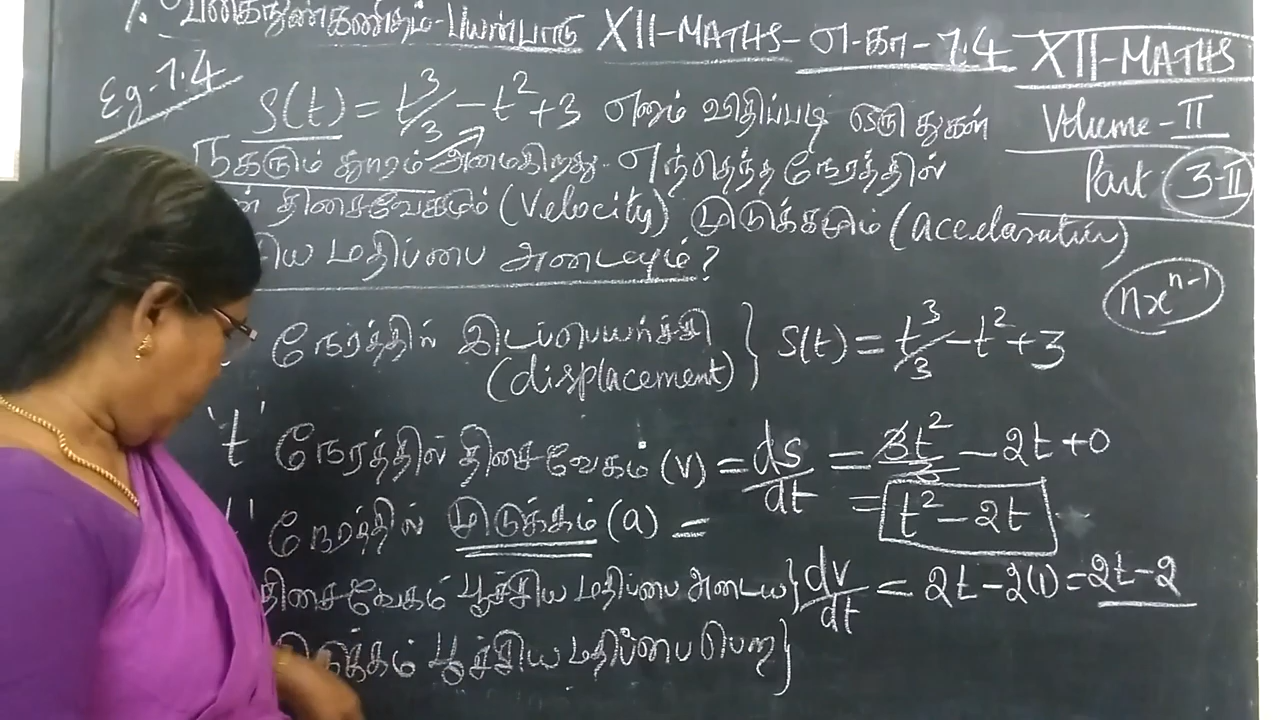 7. வகைநுண்கணிதம்-பயன்பாடு XII-MATHS-எ.கா-7.4
XII-MATHS
Volume-II
Part 3-II
Eg-7.4
S(t) = t³/3 - t² + 3 எனும் விதிப்படி ஒரு துகள்
நகரும் தூரம் அமைகிறது. எந்தெந்த நேரத்தில்
ன் திசைவேகமும் (Velocity) முடுக்கமும் (accelaration)
ிய மதிப்பை அடையும்?
nx^(n-1)
't' நேரத்தில் இடப்பெயர்ச்சி (displacement) } S(t) = t³/3 - t² + 3
't' நேரத்தில் திசைவேகம் (v) = ds/dt = 3t²/3 - 2t + 0
= t² - 2t
't' நேரத்தில் முடுக்கம் (a) =
dv/dt = 2t - 2(1) = 2t - 2
திசைவேகம் பூச்சிய மதிப்பை அடைய }
முடுக்கம் பூச்சிய மதிப்பை பெற }